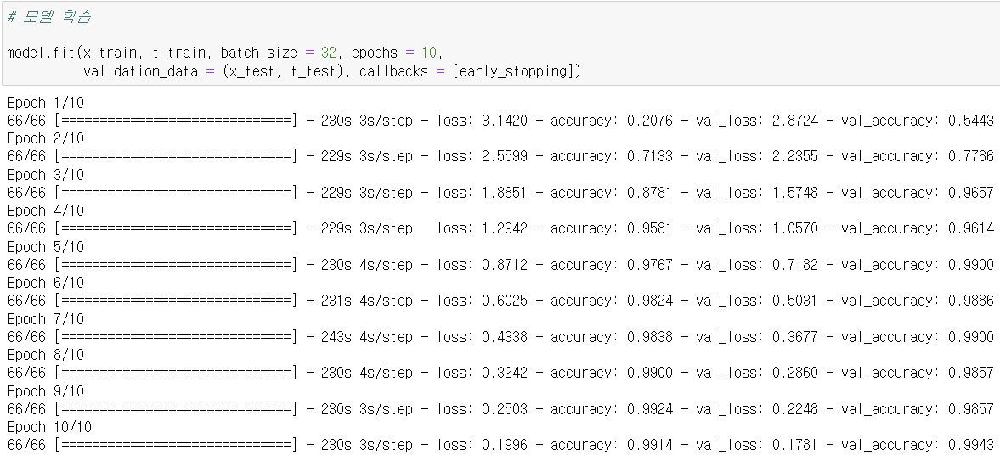 # 모델 학습
model.fit(x_train, t_train, batch_size = 32, epochs = 10,
validation_data = (x_test, t_test), callbacks = [early_stopping])
Epoch 1/10
66/66 [==============================] - 230s 3s/step - loss: 3.1420 - accuracy: 0.2076 - val_loss: 2.8724 - val_accuracy: 0.5443
Epoch 2/10
66/66 [==============================] - 229s 3s/step - loss: 2.5599 - accuracy: 0.7133 - val_loss: 2.2355 - val_accuracy: 0.7786
Epoch 3/10
66/66 [==============================] - 229s 3s/step - loss: 1.8851 - accuracy: 0.8781 - val_loss: 1.5748 - val_accuracy: 0.9657
Epoch 4/10
66/66 [==============================] - 229s 3s/step - loss: 1.2942 - accuracy: 0.9581 - val_loss: 1.0570 - val_accuracy: 0.9614
Epoch 5/10
66/66 [==============================] - 230s 4s/step - loss: 0.8712 - accuracy: 0.9767 - val_loss: 0.7182 - val_accuracy: 0.9900
Epoch 6/10
66/66 [==============================] - 231s 4s/step - loss: 0.6025 - accuracy: 0.9824 - val_loss: 0.5031 - val_accuracy: 0.9886
Epoch 7/10
66/66 [==============================] - 243s 4s/step - loss: 0.4338 - accuracy: 0.9838 - val_loss: 0.3677 - val_accuracy: 0.9900
Epoch 8/10
66/66 [==============================] - 230s 4s/step - loss: 0.3242 - accuracy: 0.9900 - val_loss: 0.2860 - val_accuracy: 0.9857
Epoch 9/10
66/66 [==============================] - 230s 3s/step - loss: 0.2503 - accuracy: 0.9924 - val_loss: 0.2248 - val_accuracy: 0.9857
Epoch 10/10
66/66 [==============================] - 230s 3s/step - loss: 0.1996 - accuracy: 0.9914 - val_loss: 0.1781 - val_accuracy: 0.9943